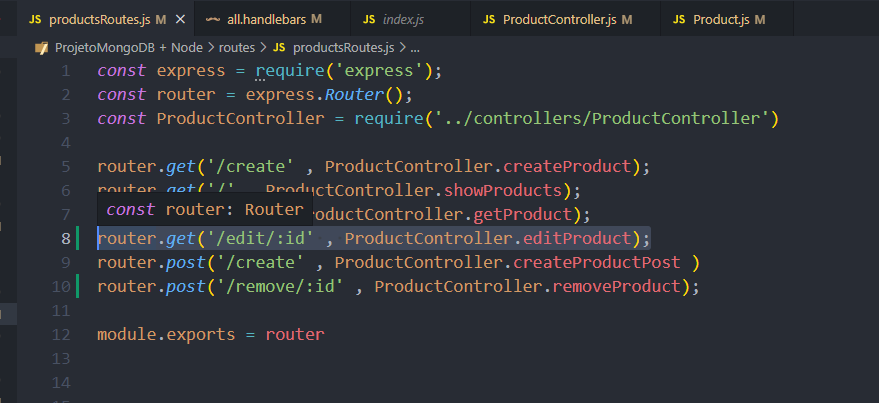 JS productsRoutes.js M × all.handlebars M JS index.js JS ProductController.js M JS Product.js M
ProjetoMongoDB + Node > routes > JS productsRoutes.js > ...
1 const express = require('express');
2 const router = express.Router();
3 const ProductController = require('../controllers/ProductController')
4
5 router.get('/create' , ProductController.createProduct);
6 router.get('/' , ProductController.showProducts);
const router: Router
7 roductController.getProduct);
8 router.get('/edit/:id' , ProductController.editProduct);
9 router.post('/create' , ProductController.createProductPost )
10 router.post('/remove/:id' , ProductController.removeProduct);
11
12 module.exports = router
13
14